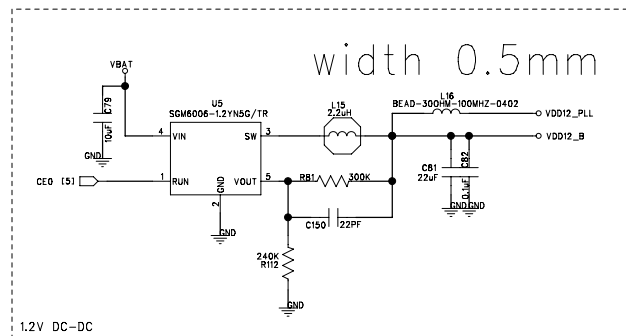 width 0.5mm
VBAT
C79
10uF
GND
U5
SGM6006-1.2YN5G/TR
4 VIN
SW 3
1 RUN
VOUT 5
GND
2
GND
CEO [5]
L15
2.2uH
L16
BEAD-300HM-100MHZ-0402
VDD12_PLL
VDD12_B
R81 300K
C150 22PF
240K
R112
GND
C81
22uF
C82
0.1uF
GND GND
1.2V DC-DC